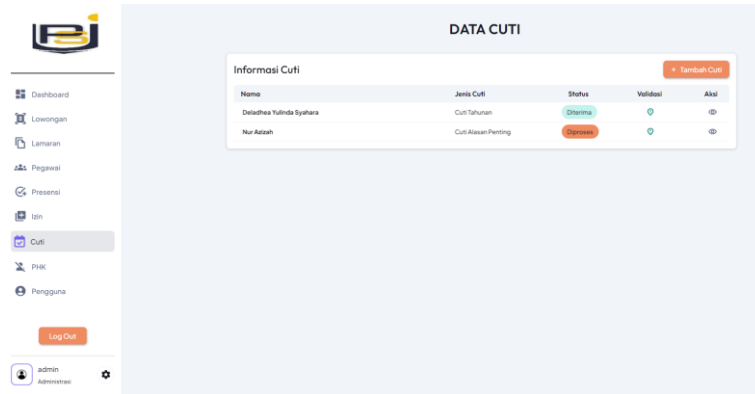 PBI
DATA CUTI
Informasi Cuti
+ Tambah Cuti
Nama Jenis Cuti Status Validasi Aksi
Deladhea Yulinda Syahara Cuti Tahunan Diterima
Nur Azizah Cuti Alasan Penting Diproses
Dashboard
Lowongan
Lamaran
Pegawai
Presensi
Izin
Cuti
PHK
Pengguna
Log Out
admin
Administrasi